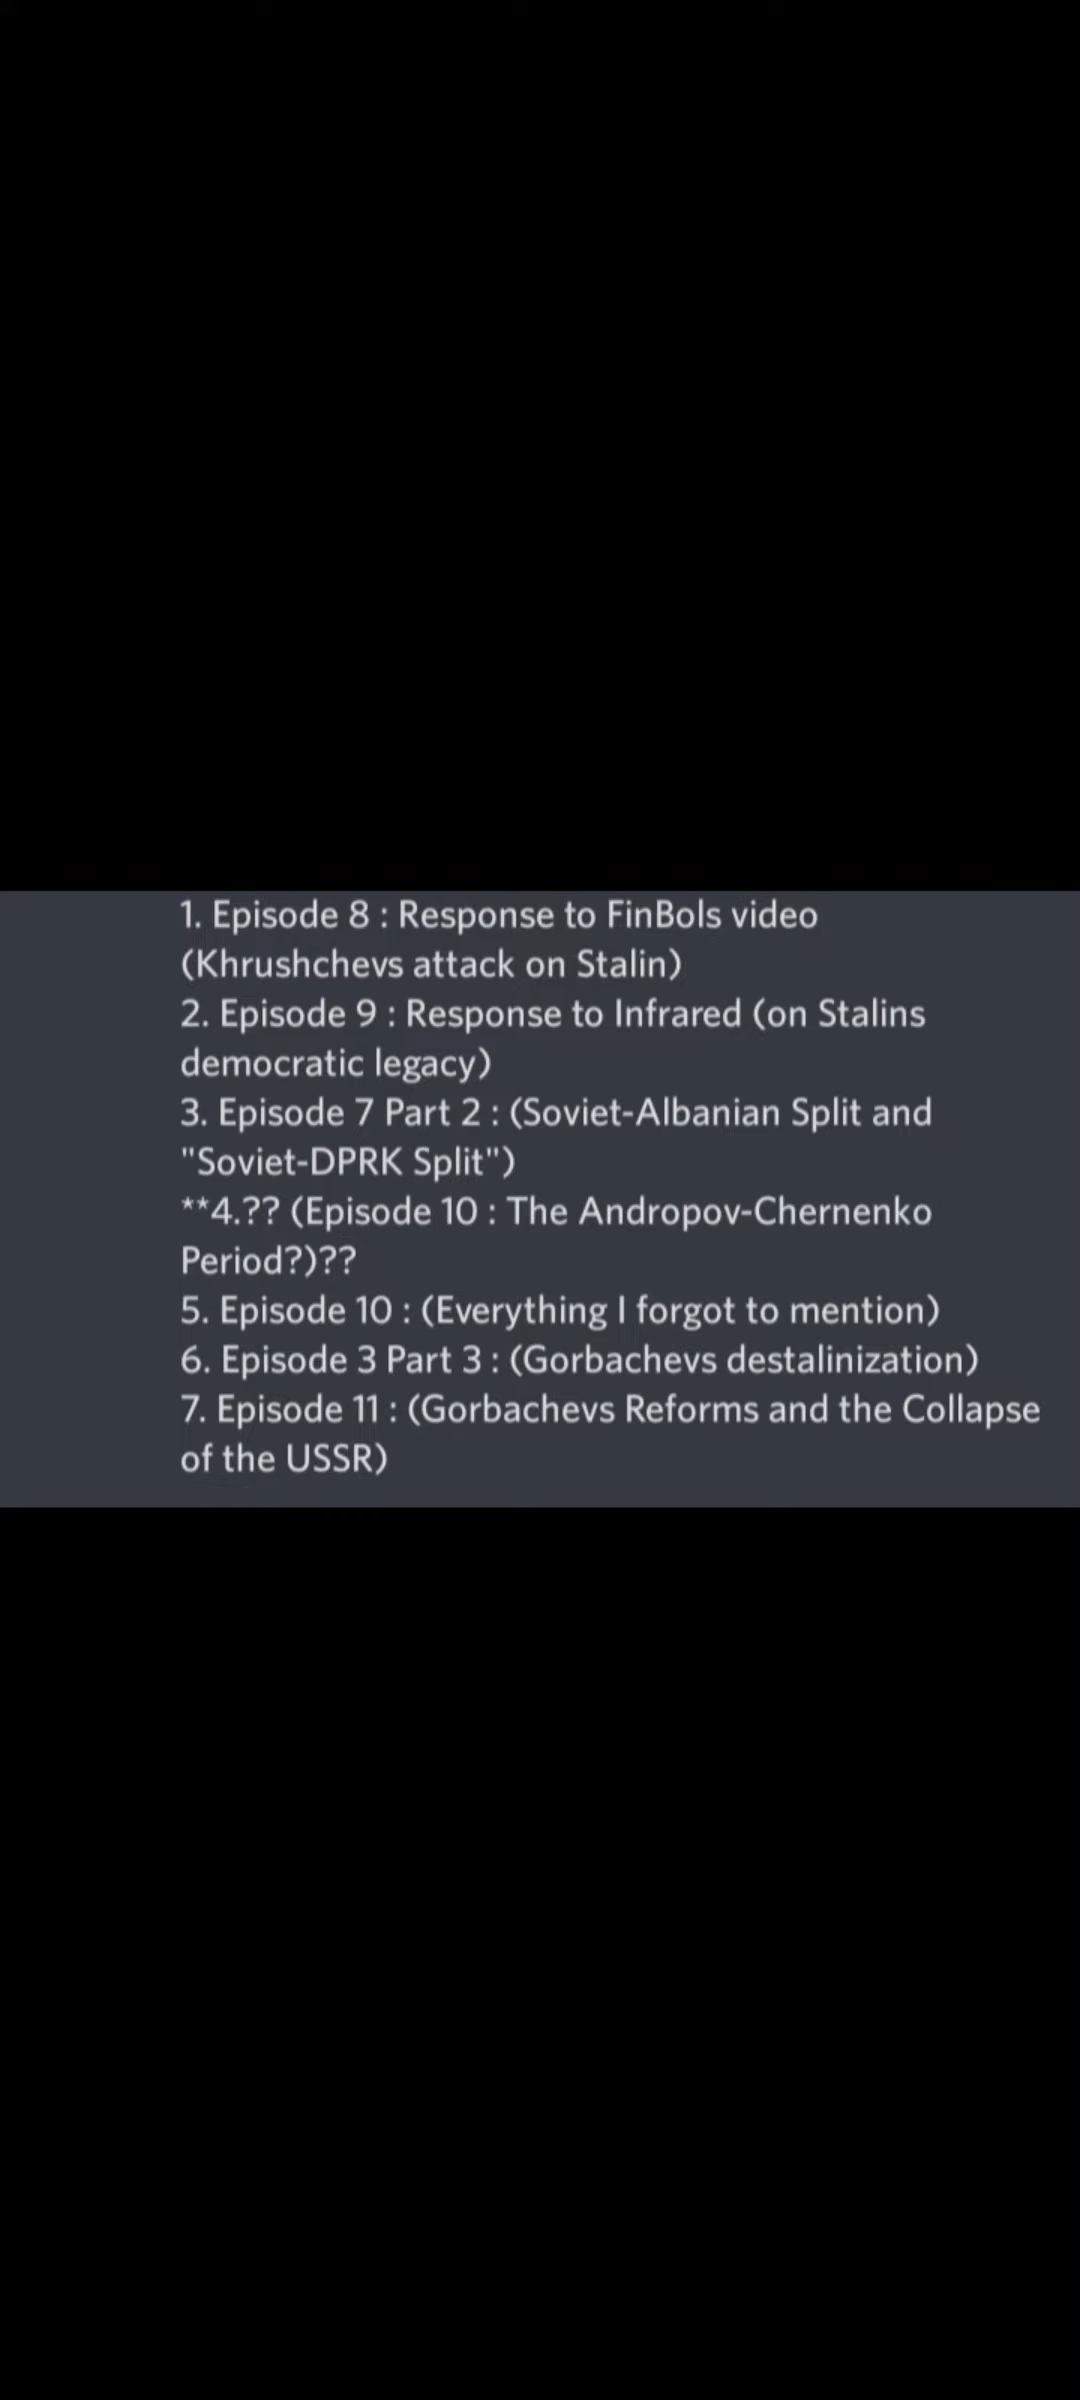 1. Episode 8 : Response to FinBols video
(Khrushchevs attack on Stalin)
2. Episode 9 : Response to Infrared (on Stalins
democratic legacy)
3. Episode 7 Part 2 : (Soviet-Albanian Split and
"Soviet-DPRK Split")
**4.?? (Episode 10 : The Andropov-Chernenko
Period?)??
5. Episode 10 : (Everything I forgot to mention)
6. Episode 3 Part 3 : (Gorbachevs destalinization)
7. Episode 11 : (Gorbachevs Reforms and the Collapse
of the USSR)